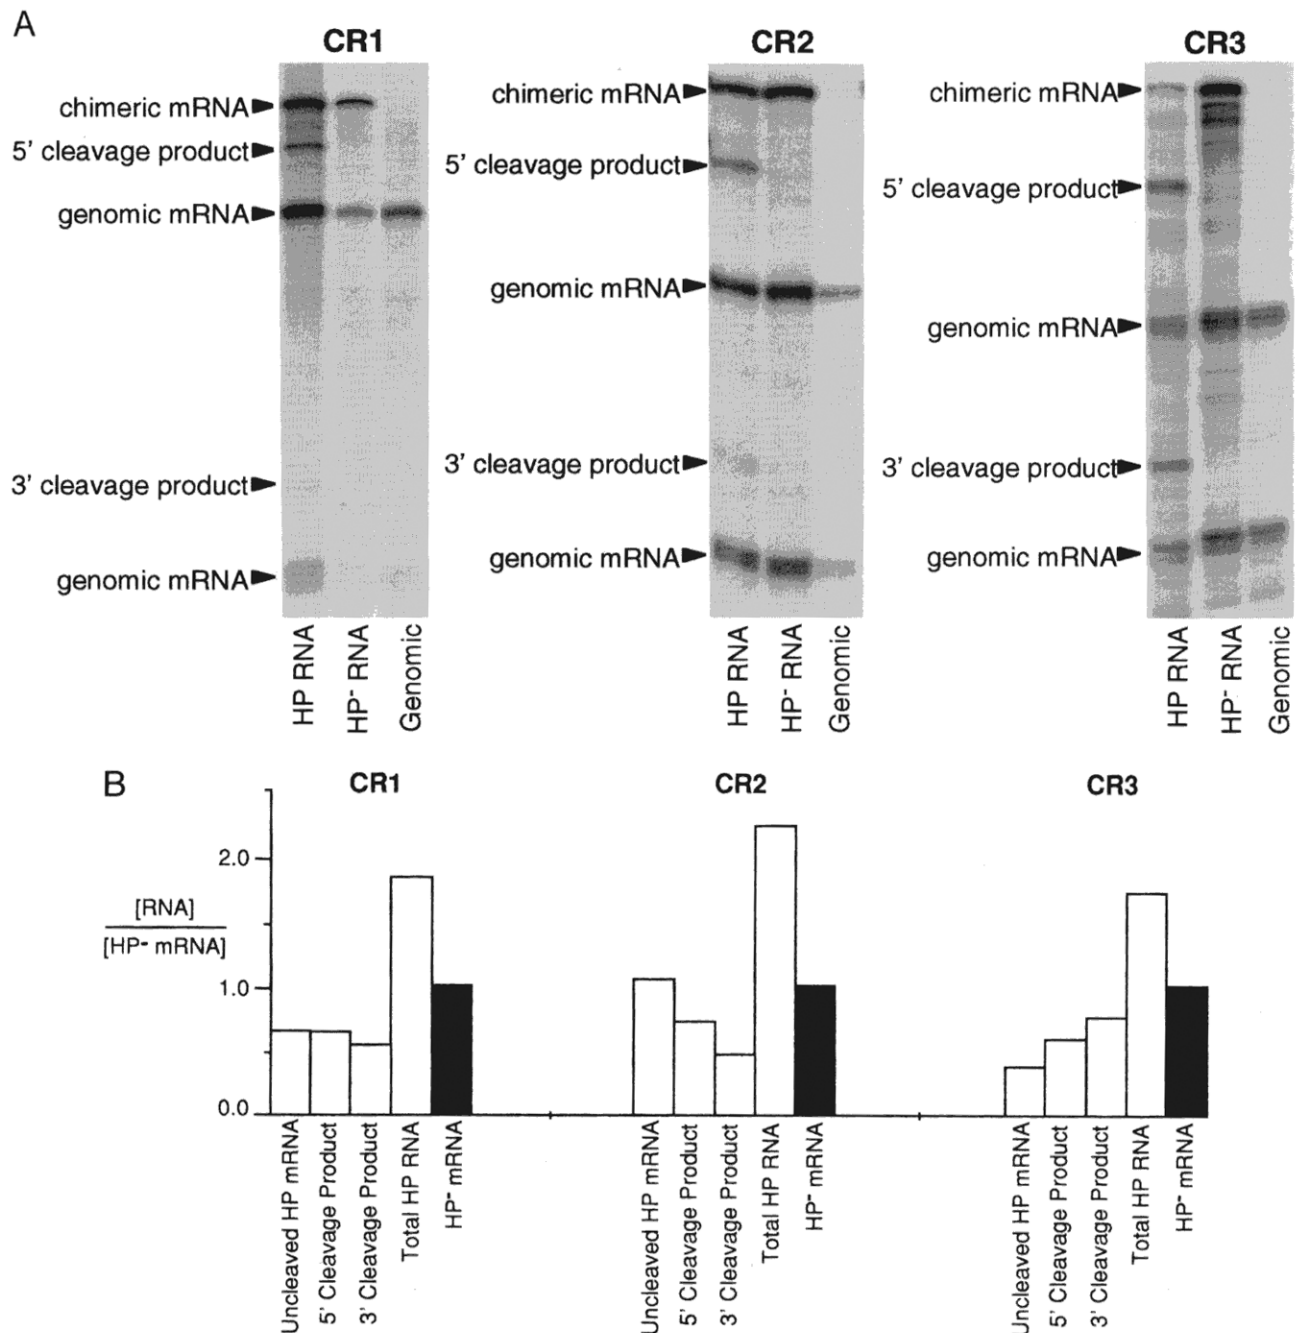 A
CR1
chimeric mRNA
5' cleavage product
genomic mRNA
3' cleavage product
genomic mRNA
HP RNA
HP- RNA
Genomic
CR2
chimeric mRNA
5' cleavage product
genomic mRNA
3' cleavage product
genomic mRNA
HP RNA
HP- RNA
Genomic
CR3
chimeric mRNA
5' cleavage product
genomic mRNA
3' cleavage product
genomic mRNA
HP RNA
HP- RNA
Genomic
B
[RNA]
[HP- mRNA]
2.0
1.0
0.0
CR1
Uncleaved HP mRNA
5' Cleavage Product
3' Cleavage Product
Total HP RNA
HP- mRNA
CR2
Uncleaved HP mRNA
5' Cleavage Product
3' Cleavage Product
Total HP RNA
HP- mRNA
CR3
Uncleaved HP mRNA
5' Cleavage Product
3' Cleavage Product
Total HP RNA
HP- mRNA